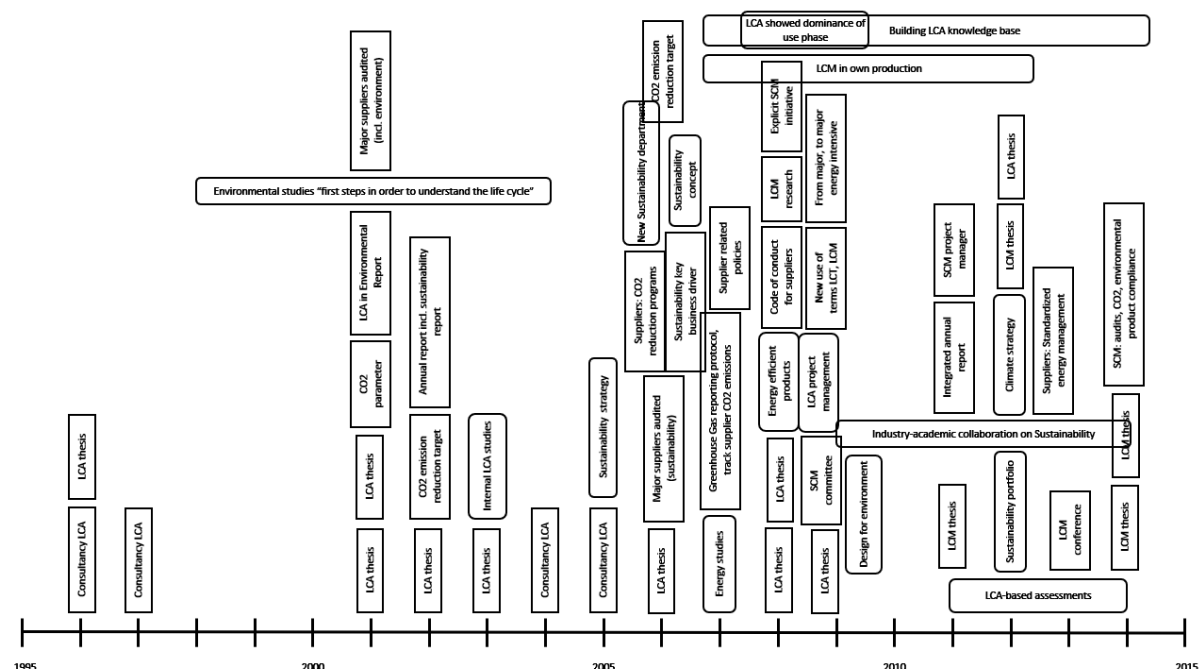 LCA showed dominance of
use phase
Building LCA knowledge base
LCM in own production
Major suppliers audited
(incl. environment)
CO2 emission
reduction target
Explicit SCM
initiative
From major, to major
energy intensive
New Sustainability department
Sustainability
concept
LCM
research
LCA thesis
Environmental studies "first steps in order to understand the life cycle"
LCA in Environmental
Report
Annual report incl. sustainability
report
Suppliers: CO2
reduction programs
Sustainability key
business driver
Supplier related
policies
Code of conduct
for suppliers
New use of
terms LCT, LCM
SCM project
manager
LCM thesis
SCM: audits, CO2, environmental
product compliance
CO2
parameter
Sustainability strategy
Greenhouse Gas reporting protocol,
track supplier CO2 emissions
Energy efficient
products
LCA project
management
Integrated annual
report
Climate strategy
Suppliers: Standardized
energy management
LCA thesis
LCA thesis
CO2 emission
reduction target
Internal LCA studies
Major suppliers audited
(sustainability)
LCA thesis
SCM
committee
Industry-academic collaboration on Sustainability
LCM thesis
Consultancy LCA
Consultancy LCA
LCA thesis
LCA thesis
LCA thesis
Consultancy LCA
Consultancy LCA
LCA thesis
Energy studies
LCA thesis
LCA thesis
Design for environment
LCM thesis
Sustainability portfolio
LCM
conference
LCM thesis
LCA-based assessments
1995
2000
2005
2010
2015